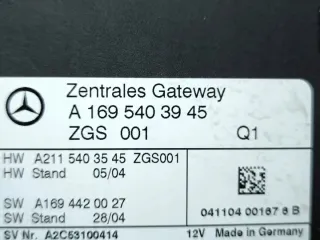 Zentrales Gateway
A 169 540 39 45
ZGS 001 Q1
HW A211 540 35 45 ZGS001
HW Stand 05/04
SW A169 442 00 27
SW Stand 28/04
041104 00187 8 B
SV Nr. A2C53100414 12V Made in Germany